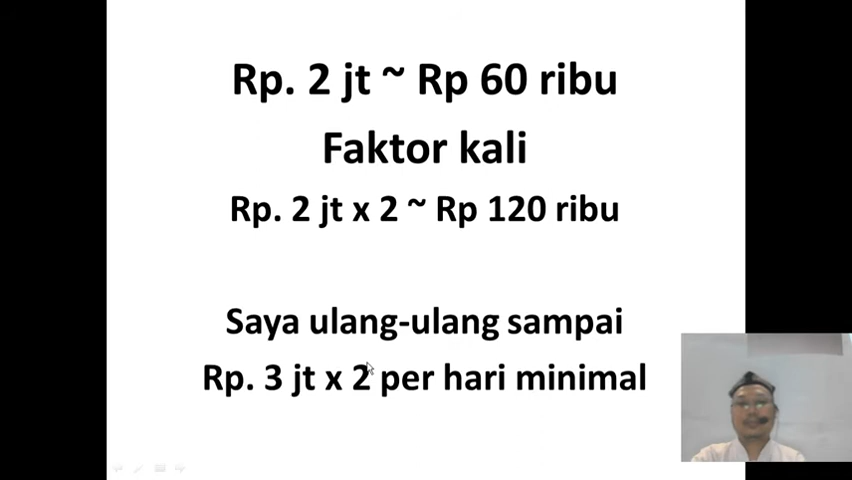 Rp. 2 jt ~ Rp 60 ribu
Faktor kali
Rp. 2 jt x 2 ~ Rp 120 ribu
Saya ulang-ulang sampai
Rp. 3 jt x 2 per hari minimal